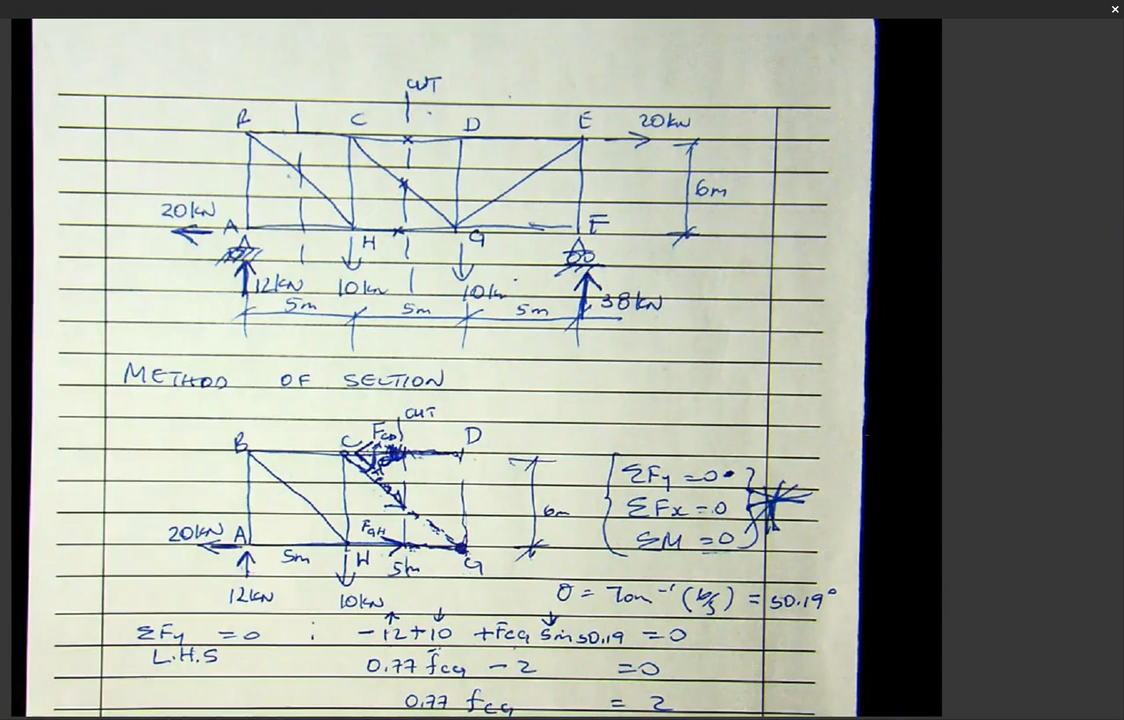 CUT
B C D E 20kN
6m
20kN A H G F
12kN 10kN 10k 38kN
5m 5m 5m
METHOD OF SECTION
CUT
B C FCD D
ΣFy = 0
6m
ΣFx = 0
20kN A FGH
ΣM = 0
5m H 5m G
12kN 10kN θ = Tan⁻¹ (6/5) = 50.19°
ΣFy = 0 : -12+10 +FCG Sin50.19 = 0
L.H.S
0.77 fCG - 2 = 0
0.77 fCG = 2